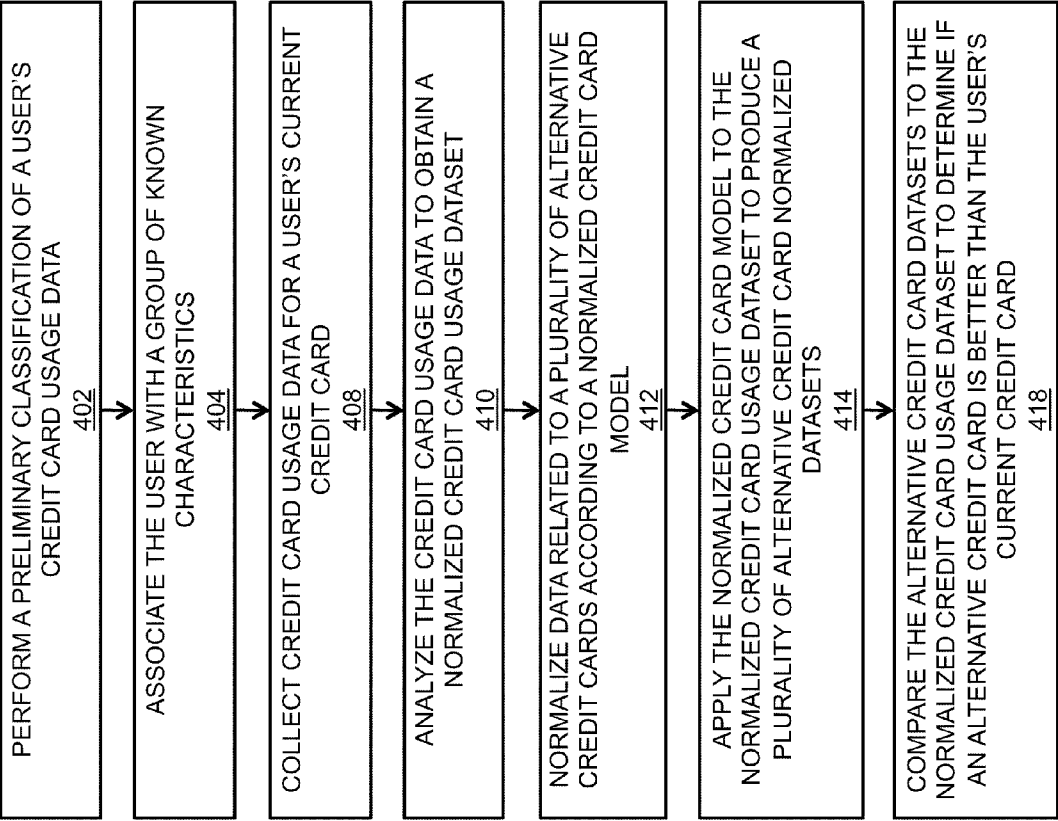 PERFORM A PRELIMINARY CLASSIFICATION OF A USER'S
CREDIT CARD USAGE DATA
402
ASSOCIATE THE USER WITH A GROUP OF KNOWN
CHARACTERISTICS
404
COLLECT CREDIT CARD USAGE DATA FOR A USER'S CURRENT
CREDIT CARD
408
ANALYZE THE CREDIT CARD USAGE DATA TO OBTAIN A
NORMALIZED CREDIT CARD USAGE DATASET
410
NORMALIZE DATA RELATED TO A PLURALITY OF ALTERNATIVE
CREDIT CARDS ACCORDING TO A NORMALIZED CREDIT CARD
MODEL
412
APPLY THE NORMALIZED CREDIT CARD MODEL TO THE
NORMALIZED CREDIT CARD USAGE DATASET TO PRODUCE A
PLURALITY OF ALTERNATIVE CREDIT CARD NORMALIZED
DATASETS
414
COMPARE THE ALTERNATIVE CREDIT CARD DATASETS TO THE
NORMALIZED CREDIT CARD USAGE DATASET TO DETERMINE IF
AN ALTERNATIVE CREDIT CARD IS BETTER THAN THE USER'S
CURRENT CREDIT CARD
418